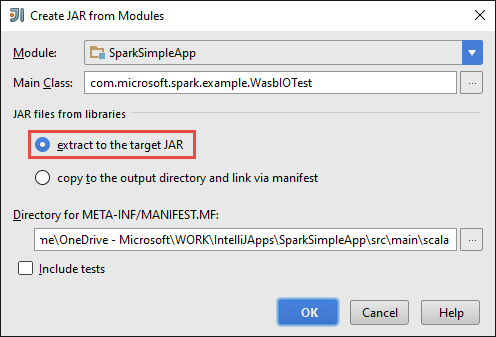 Create JAR from Modules
Module: SparkSimpleApp
Main Class: com.microsoft.spark.example.WasbIOTest ...
JAR files from libraries
extract to the target JAR
copy to the output directory and link via manifest
Directory for META-INF/MANIFEST.MF:
me\OneDrive - Microsoft\WORK\IntelliJApps\SparkSimpleApp\src\main\scala ...
Include tests
OK Cancel Help